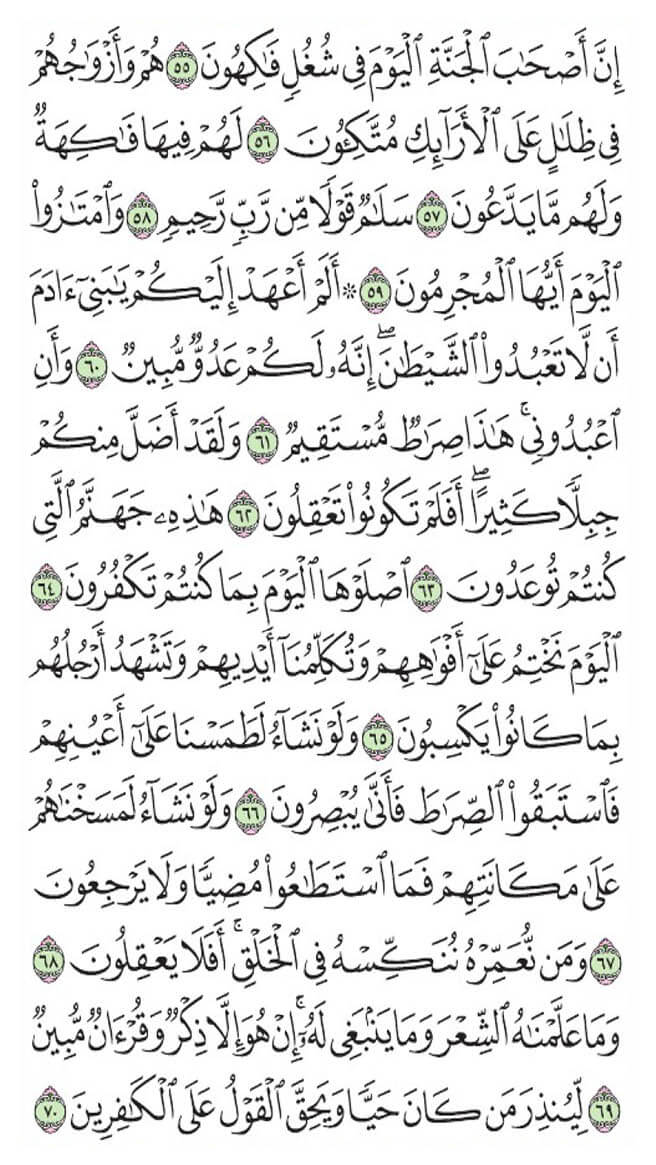 إِنَّ أَصْحَٰبَ ٱلْجَنَّةِ ٱلْيَوْمَ فِى شُغُلٍ فَٰكِهُونَ ٥٥ هُمْ وَأَزْوَٰجُهُمْ
فِى ظِلَٰلٍ عَلَى ٱلْأَرَآئِكِ مُتَّكِـُٔونَ ٥٦ لَهُمْ فِيهَا فَٰكِهَةٌ
وَلَهُم مَّا يَدَّعُونَ ٥٧ سَلَٰمٌ قَوْلًا مِّن رَّبٍّ رَّحِيمٍ ٥٨ وَٱمْتَٰزُوا۟
ٱلْيَوْمَ أَيُّهَا ٱلْمُجْرِمُونَ ٥٩ ۞ أَلَمْ أَعْهَدْ إِلَيْكُمْ يَٰبَنِىٓ ءَادَمَ
أَن لَّا تَعْبُدُوا۟ ٱلشَّيْطَٰنَ ۖ إِنَّهُۥ لَكُمْ عَدُوٌّ مُّبِينٌ ٦٠ وَأَنِ
ٱعْبُدُونِى ۚ هَٰذَا صِرَٰطٌ مُّسْتَقِيمٌ ٦١ وَلَقَدْ أَضَلَّ مِنكُمْ
جِبِلًّا كَثِيرًا ۖ أَفَلَمْ تَكُونُوا۟ تَعْقِلُونَ ٦٢ هَٰذِهِۦ جَهَنَّمُ ٱلَّتِى
كُنتُمْ تُوعَدُونَ ٦٣ ٱصْلَوْهَا ٱلْيَوْمَ بِمَا كُنتُمْ تَكْفُرُونَ ٦٤
ٱلْيَوْمَ نَخْتِمُ عَلَىٰٓ أَفْوَٰهِهِمْ وَتُكَلِّمُنَآ أَيْدِيهِمْ وَتَشْهَدُ أَرْجُلُهُم
بِمَا كَانُوا۟ يَكْسِبُونَ ٦٥ وَلَوْ نَشَآءُ لَطَمَسْنَا عَلَىٰٓ أَعْيُنِهِمْ
فَٱسْتَبَقُوا۟ ٱلصِّرَٰطَ فَأَنَّىٰ يُبْصِرُونَ ٦٦ وَلَوْ نَشَآءُ لَمَسَخْنَٰهُمْ
عَلَىٰ مَكَانَتِهِمْ فَمَا ٱسْتَطَٰعُوا۟ مُضِيًّا وَلَا يَرْجِعُونَ
٦٧ وَمَن نُّعَمِّرْهُ نُنَكِّسْهُ فِى ٱلْخَلْقِ ۚ أَفَلَا يَعْقِلُونَ ٦٨
وَمَا عَلَّمْنَٰهُ ٱلشِّعْرَ وَمَا يَنۢبَغِى لَهُۥٓ ۚ إِنْ هُوَ إِلَّا ذِكْرٌ وَقُرْءَانٌ مُّبِينٌ
٦٩ لِّيُنذِرَ مَن كَانَ حَيًّا وَيَحِقَّ ٱلْقَوْلُ عَلَى ٱلْكَٰفِرِينَ ٧٠